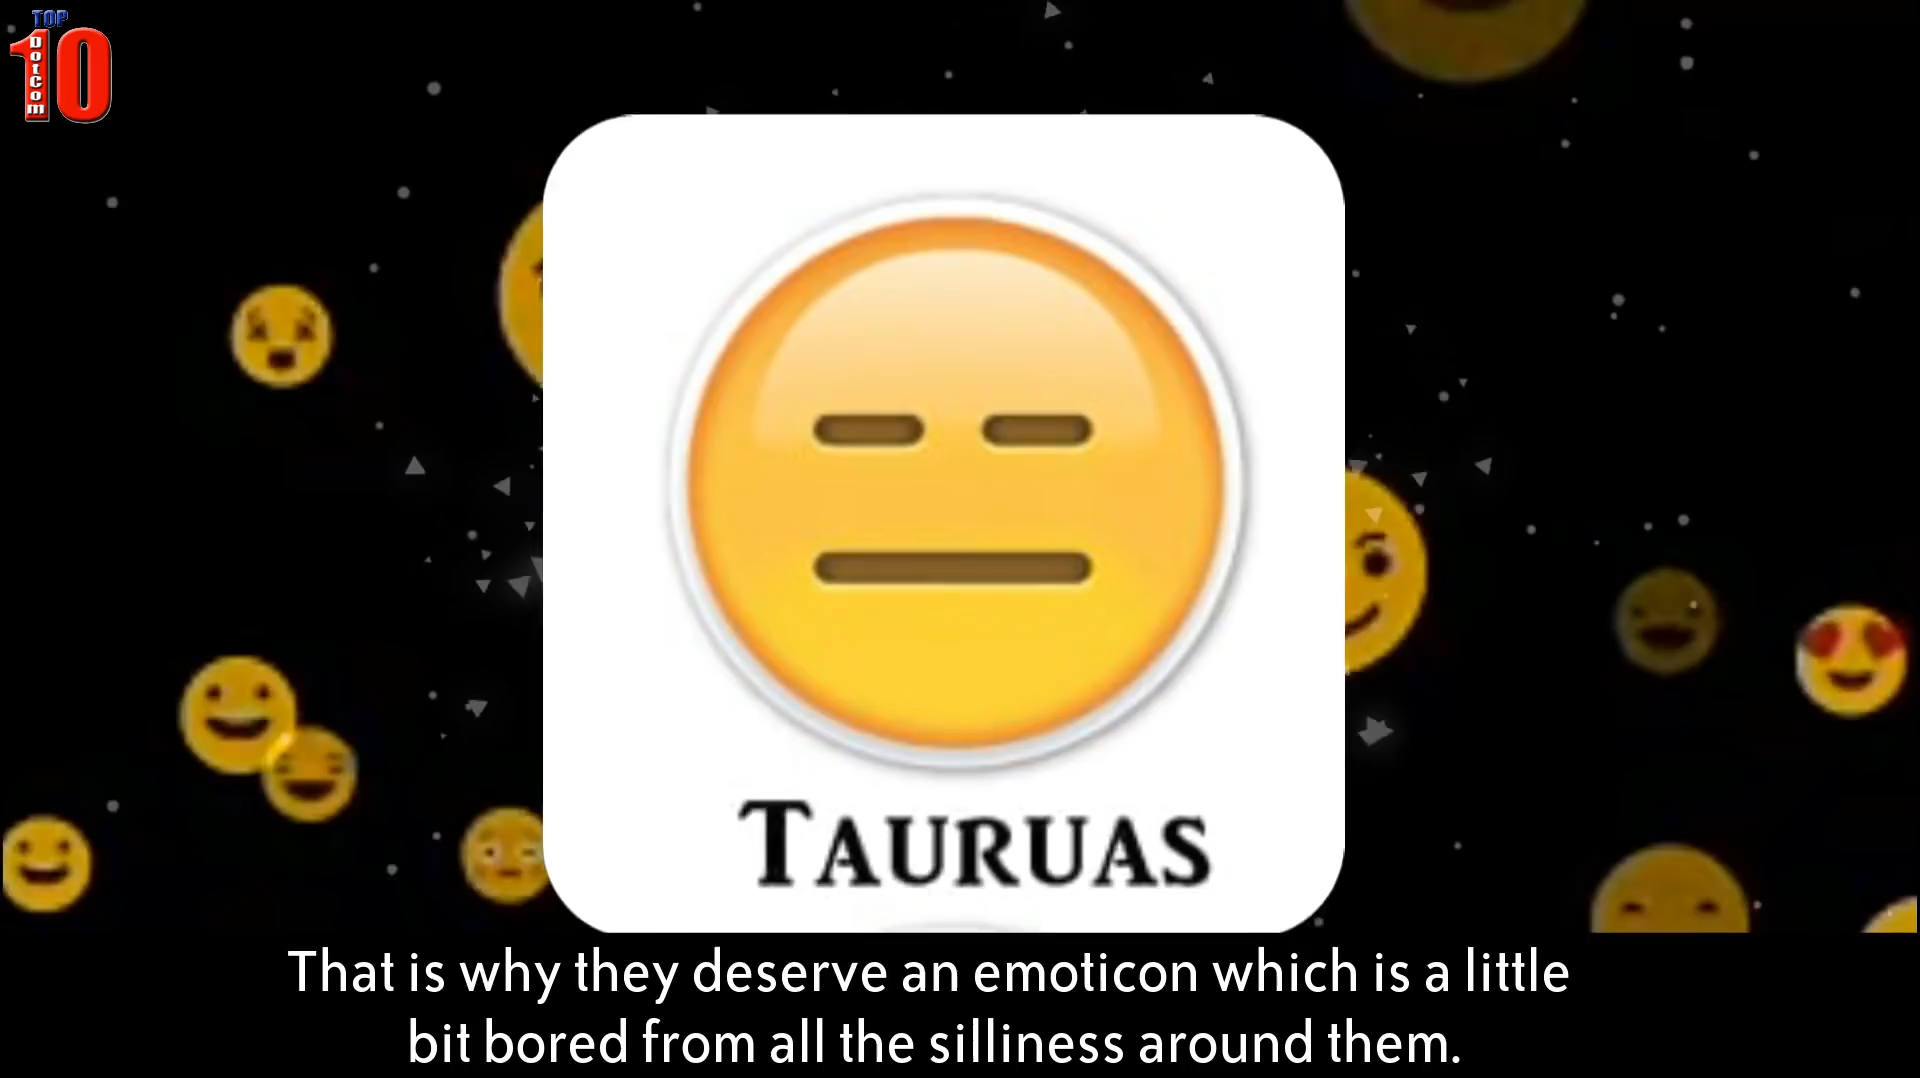 TOP
10
DotCom
TAURUAS
That is why they deserve an emoticon which is a little
bit bored from all the silliness around them.